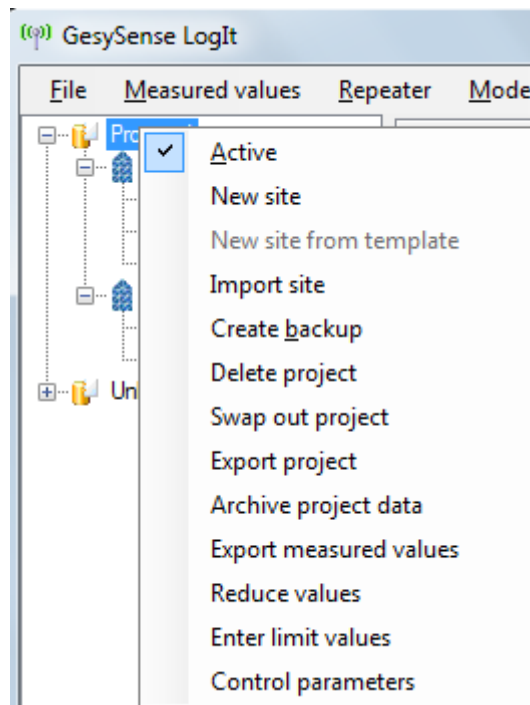 GesySense LogIt
File Measured values Repeater Mode
Active
New site
New site from template
Import site
Create backup
Delete project
Swap out project
Export project
Archive project data
Export measured values
Reduce values
Enter limit values
Control parameters